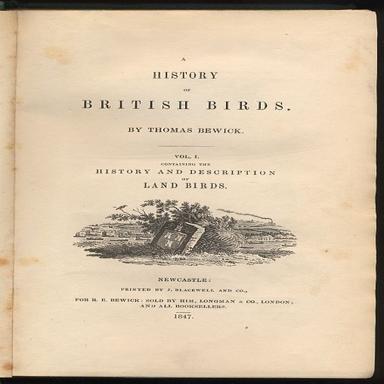 A
HISTORY
OF
BRITISH BIRDS.
BY THOMAS BEWICK.
VOL. I.
CONTAINING THE
HISTORY AND DESCRIPTION
OF
LAND BIRDS.
NEWCASTLE:
PRINTED BY J. BLACKWELL AND CO.,
FOR R. E. BEWICK: SOLD BY HIM, LONGMAN & CO., LONDON;
AND ALL BOOKSELLERS.
1847.